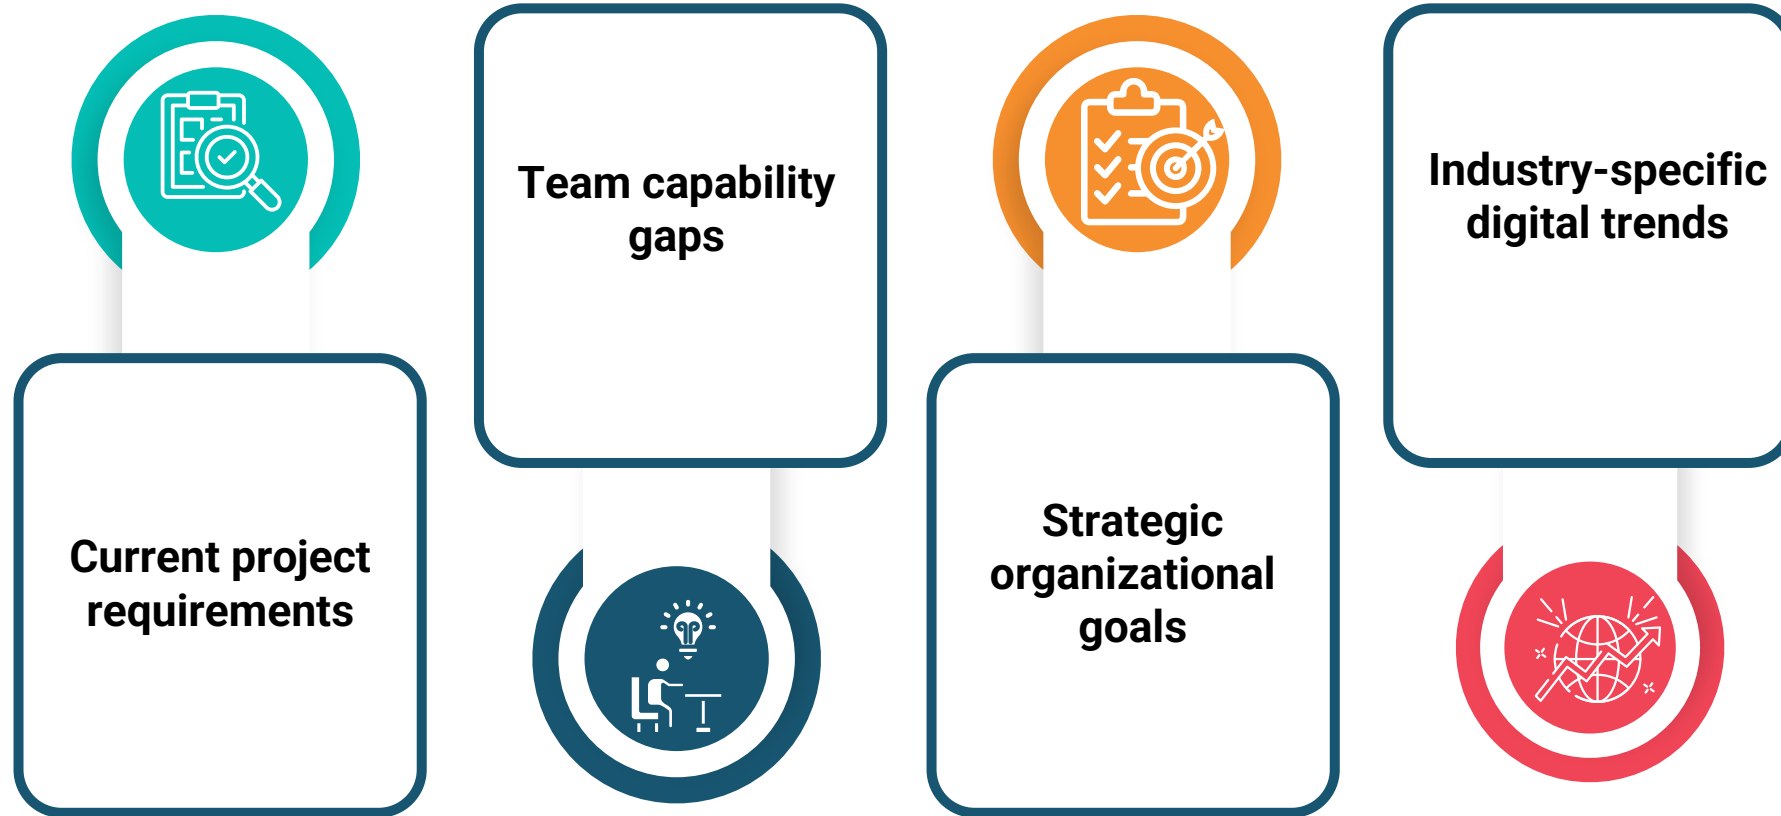 Current project
requirements
Team capability
gaps
Strategic
organizational
goals
Industry-specific
digital trends